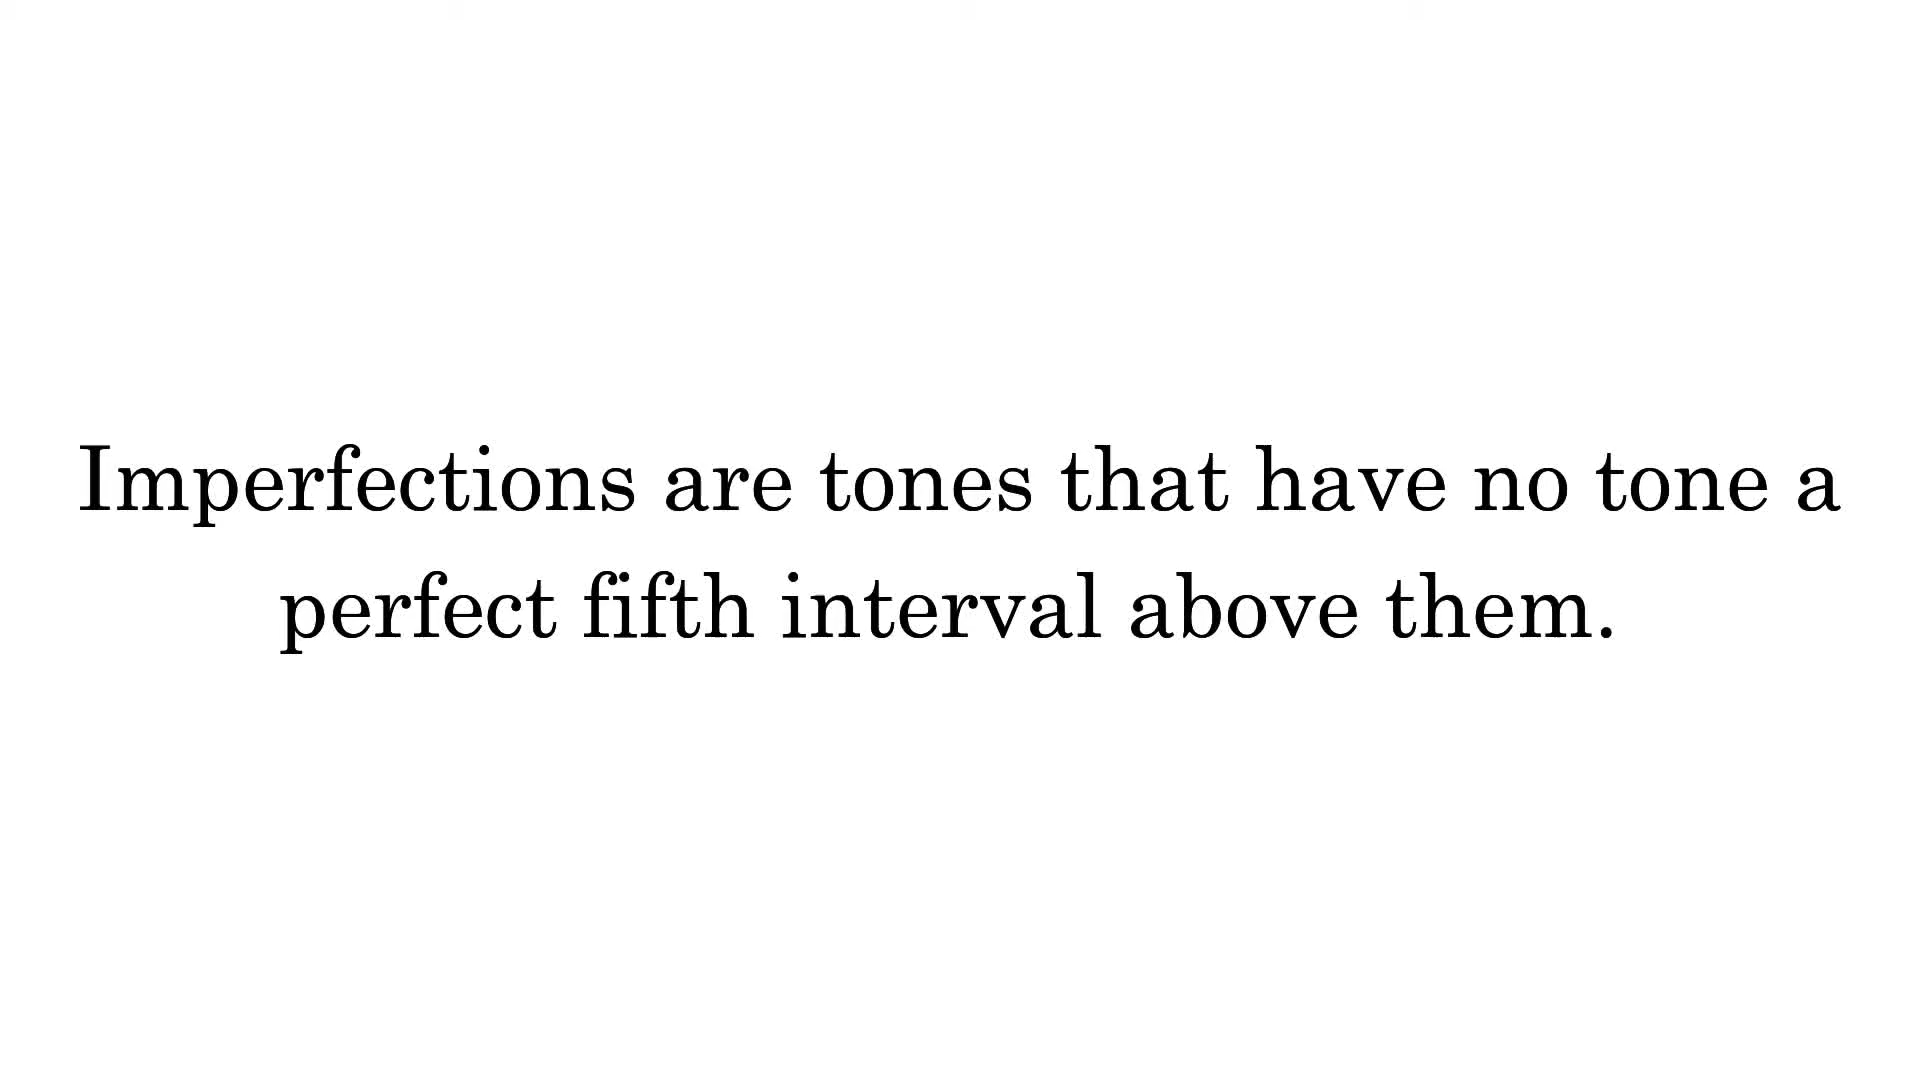 Imperfections are tones that have no tone a
perfect fifth interval above them.